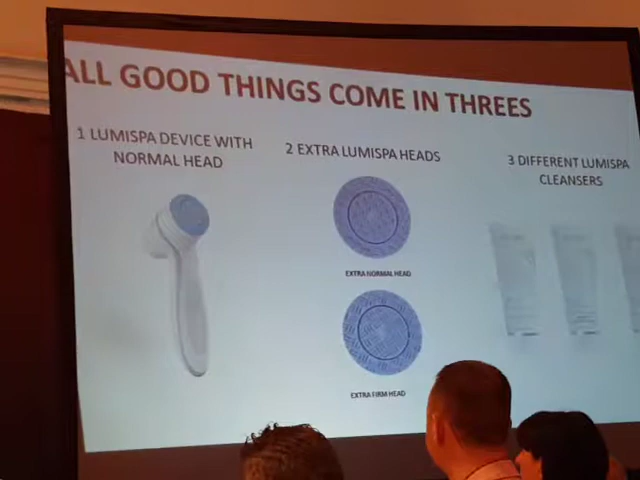 ALL GOOD THINGS COME IN THREES
1 LUMISPA DEVICE WITH
NORMAL HEAD
2 EXTRA LUMISPA HEADS
EXTRA NORMAL HEAD
EXTRA FIRM HEAD
3 DIFFERENT LUMISPA
CLEANSERS